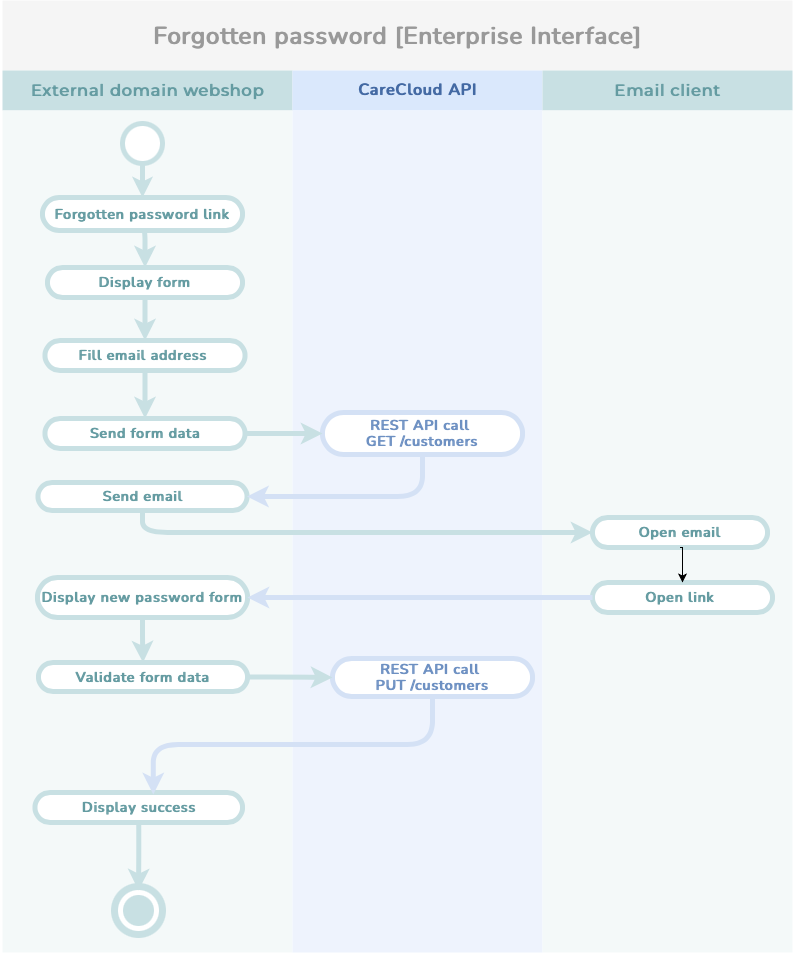 Forgotten password [Enterprise Interface]
External domain webshop
CareCloud API
Email client
Forgotten password link
Display form
Fill email address
Send form data
REST API call
GET /customers
Send email
Open email
Display new password form
Open link
Validate form data
REST API call
PUT /customers
Display success